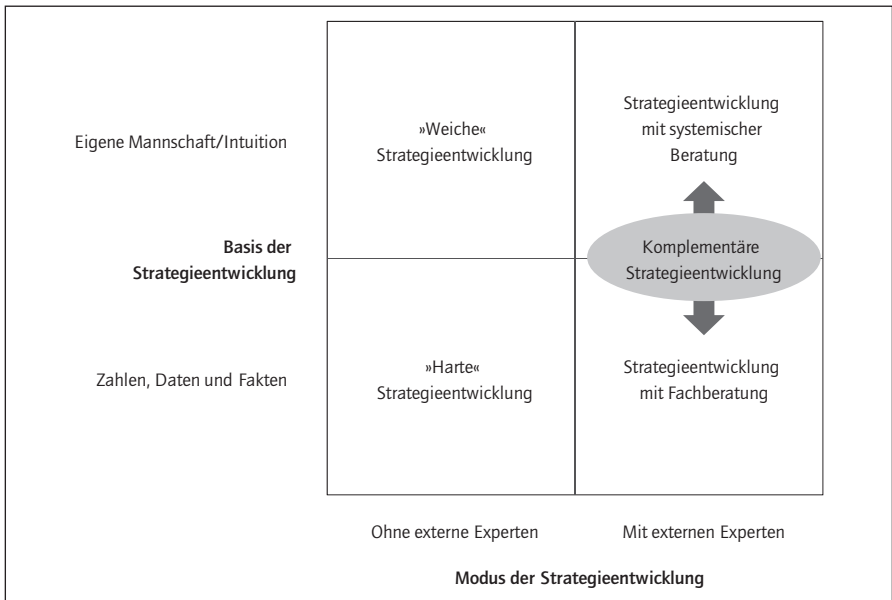 Eigene Mannschaft/Intuition
»Weiche«
Strategieentwicklung
Strategieentwicklung
mit systemischer
Beratung
Basis der
Strategieentwicklung
Komplementäre
Strategieentwicklung
Zahlen, Daten und Fakten
»Harte«
Strategieentwicklung
Strategieentwicklung
mit Fachberatung
Ohne externe Experten
Mit externen Experten
Modus der Strategieentwicklung